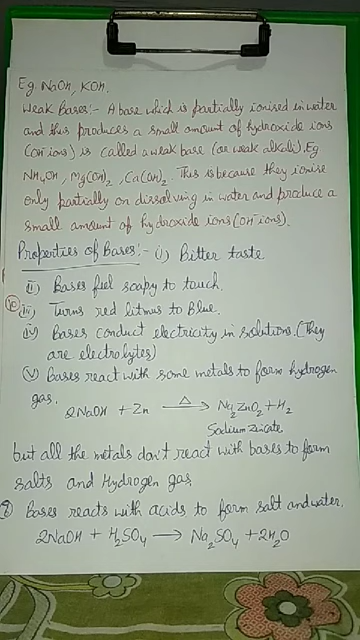 Eg. NaOH, KOH.
Weak Bases:- A base which is partially ionised in water
and thus produces a small amount of hydroxide ions
(OH⁻ ions) is called a weak base (or weak alkali). Eg
NH₄OH, Mg(OH)₂, Ca(OH)₂. This is because they ionise
only partially on dissolving in water and produce a
small amount of hydroxide ions (OH⁻ ions).
Properties of Bases:- i) Bitter taste
(ii) Bases feel soapy to touch.
(iii) Turns red litmus to Blue.
(iv) Bases conduct electricity in solutions. (They
are electrolytes)
(v) Bases react with some metals to form hydrogen
gas.
2NaOH + Zn —Δ→ Na₂ZnO₂ + H₂
Sodium Zincate
but all the metals don't react with bases to form
salts and Hydrogen gas
Bases reacts with acids to form salt and water.
2NaOH + H₂SO₄ → Na₂SO₄ + 2H₂O